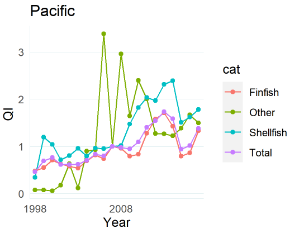 Pacific
QI
3
2
1
0
1998 2008
Year
cat
Finfish
Other
Shellfish
Total